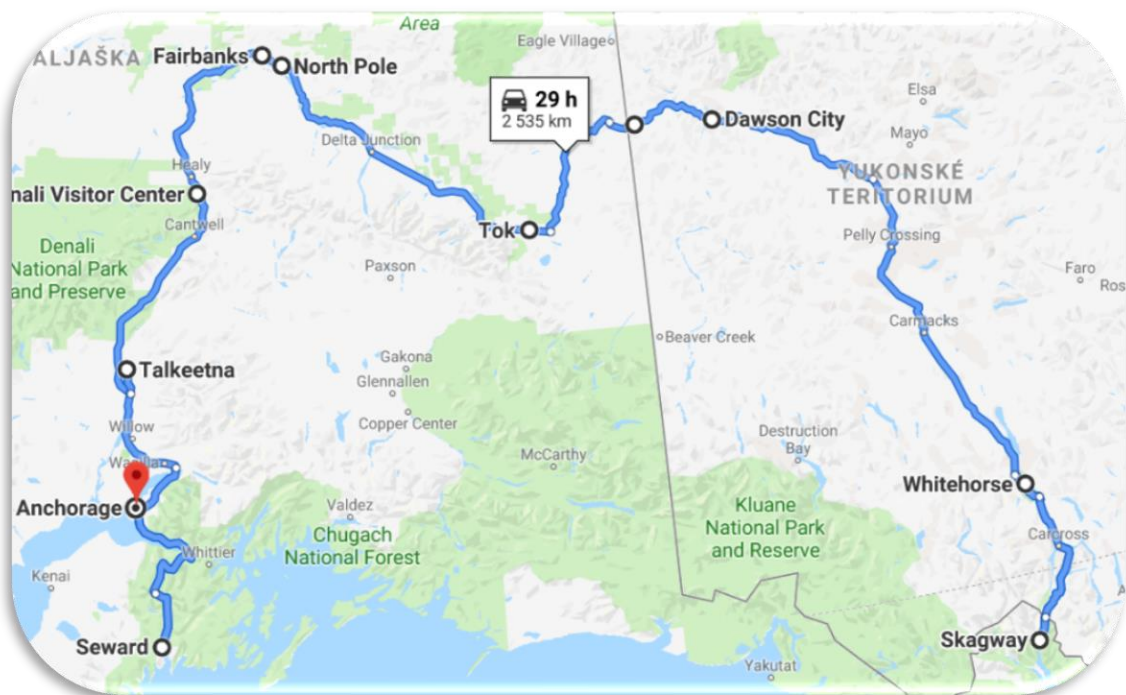 Area
Eagle Village
ALJAŠKA
Fairbanks
North Pole
29 h
2 535 km
Elsa
Dawson City
Mayo
Delta Junction
Healy
YUKONSKÉ
TERITORIUM
nali Visitor Center
Cantwell
Tok
Pelly Crossing
Denali
National Park
and Preserve
Paxson
Faro
Ros
Carmacks
Beaver Creek
Gakona
Talkeetna
Glennallen
Copper Center
Willow
Destruction
Bay
McCarthy
Whitehorse
Anchorage
Valdez
Kluane
National Park
and Reserve
Chugach
National Forest
Carcross
Whittier
Kenai
Skagway
Seward
Yakutat